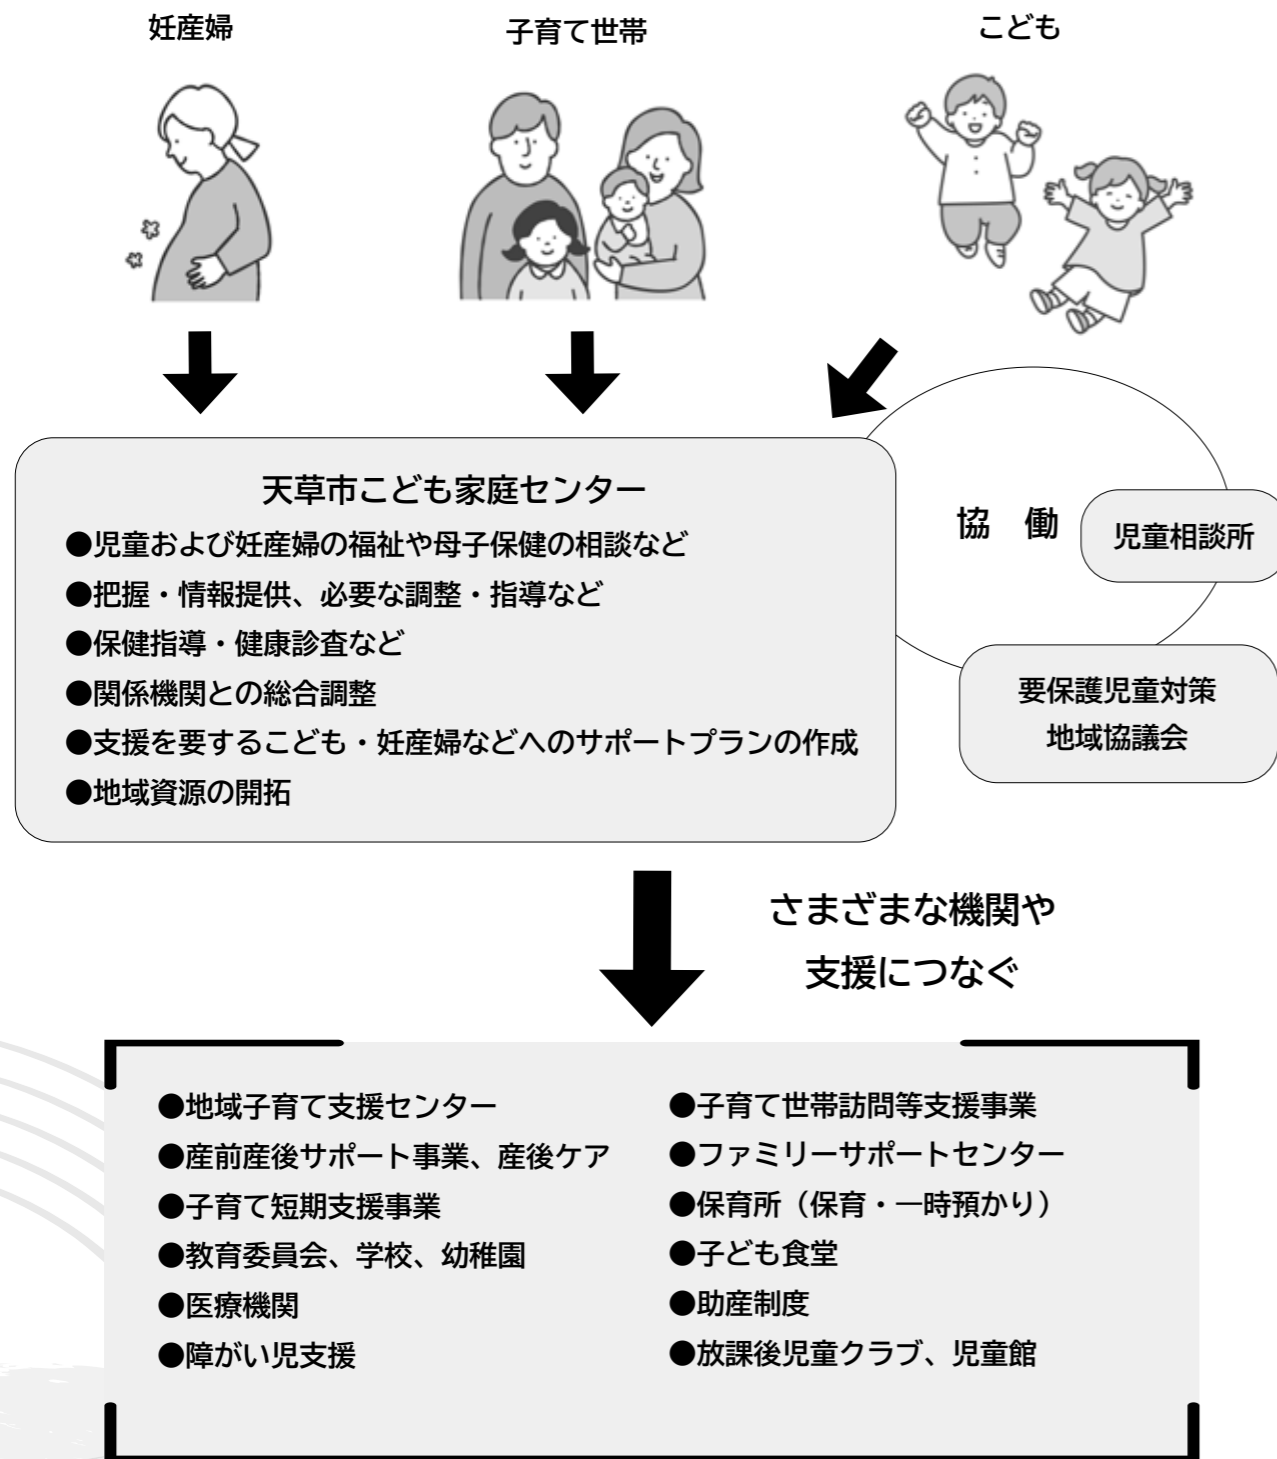 妊産婦
子育て世帯
こども
天草市こども家庭センター
●児童および妊産婦の福祉や母子保健の相談など
●把握・情報提供、必要な調整・指導など
●保健指導・健康診査など
●関係機関との総合調整
●支援を要するこども・妊産婦などへのサポートプランの作成
●地域資源の開拓
協　働
児童相談所
要保護児童対策
地域協議会
さまざまな機関や
支援につなぐ
●地域子育て支援センター
●産前産後サポート事業、産後ケア
●子育て短期支援事業
●教育委員会、学校、幼稚園
●医療機関
●障がい児支援
●子育て世帯訪問等支援事業
●ファミリーサポートセンター
●保育所（保育・一時預かり）
●子ども食堂
●助産制度
●放課後児童クラブ、児童館